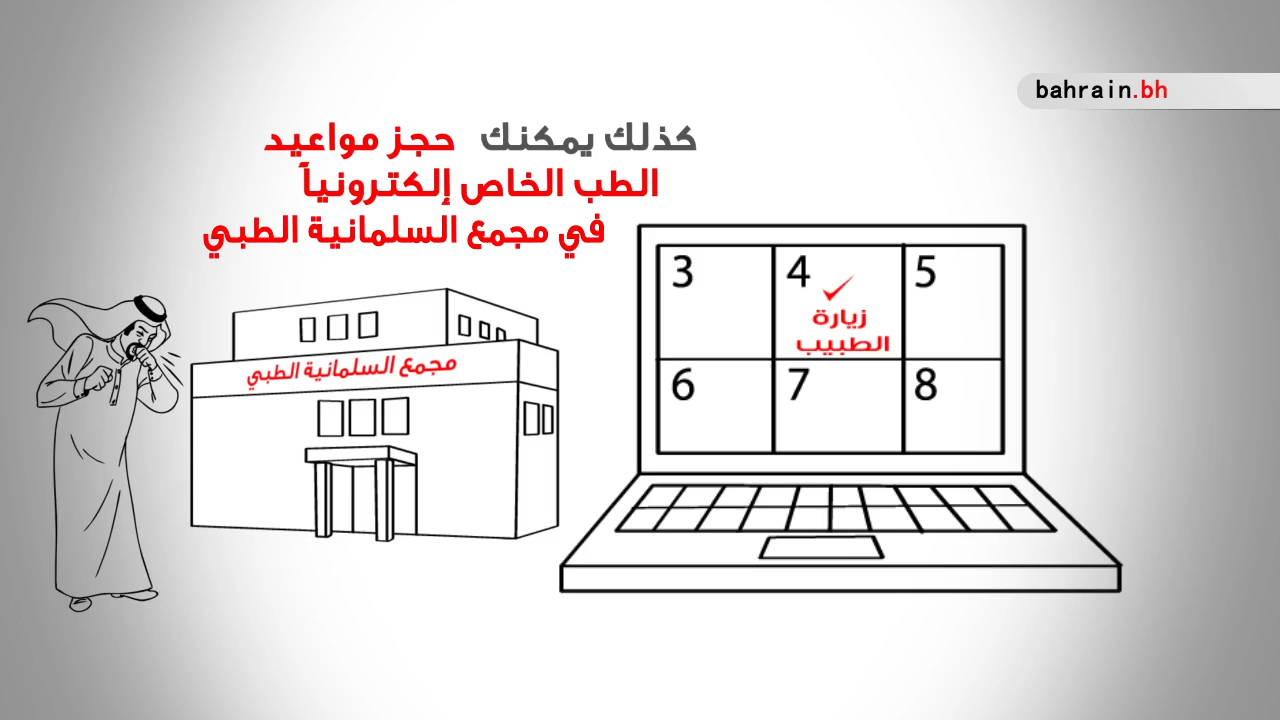 bahrain.bh
كذلك يمكنك حجز مواعيد
الطب الخاص إلكترونياً
في مجمع السلمانية الطبي
مجمع السلمانية الطبي
3
4
5
زيارة
الطبيب
6
7
8